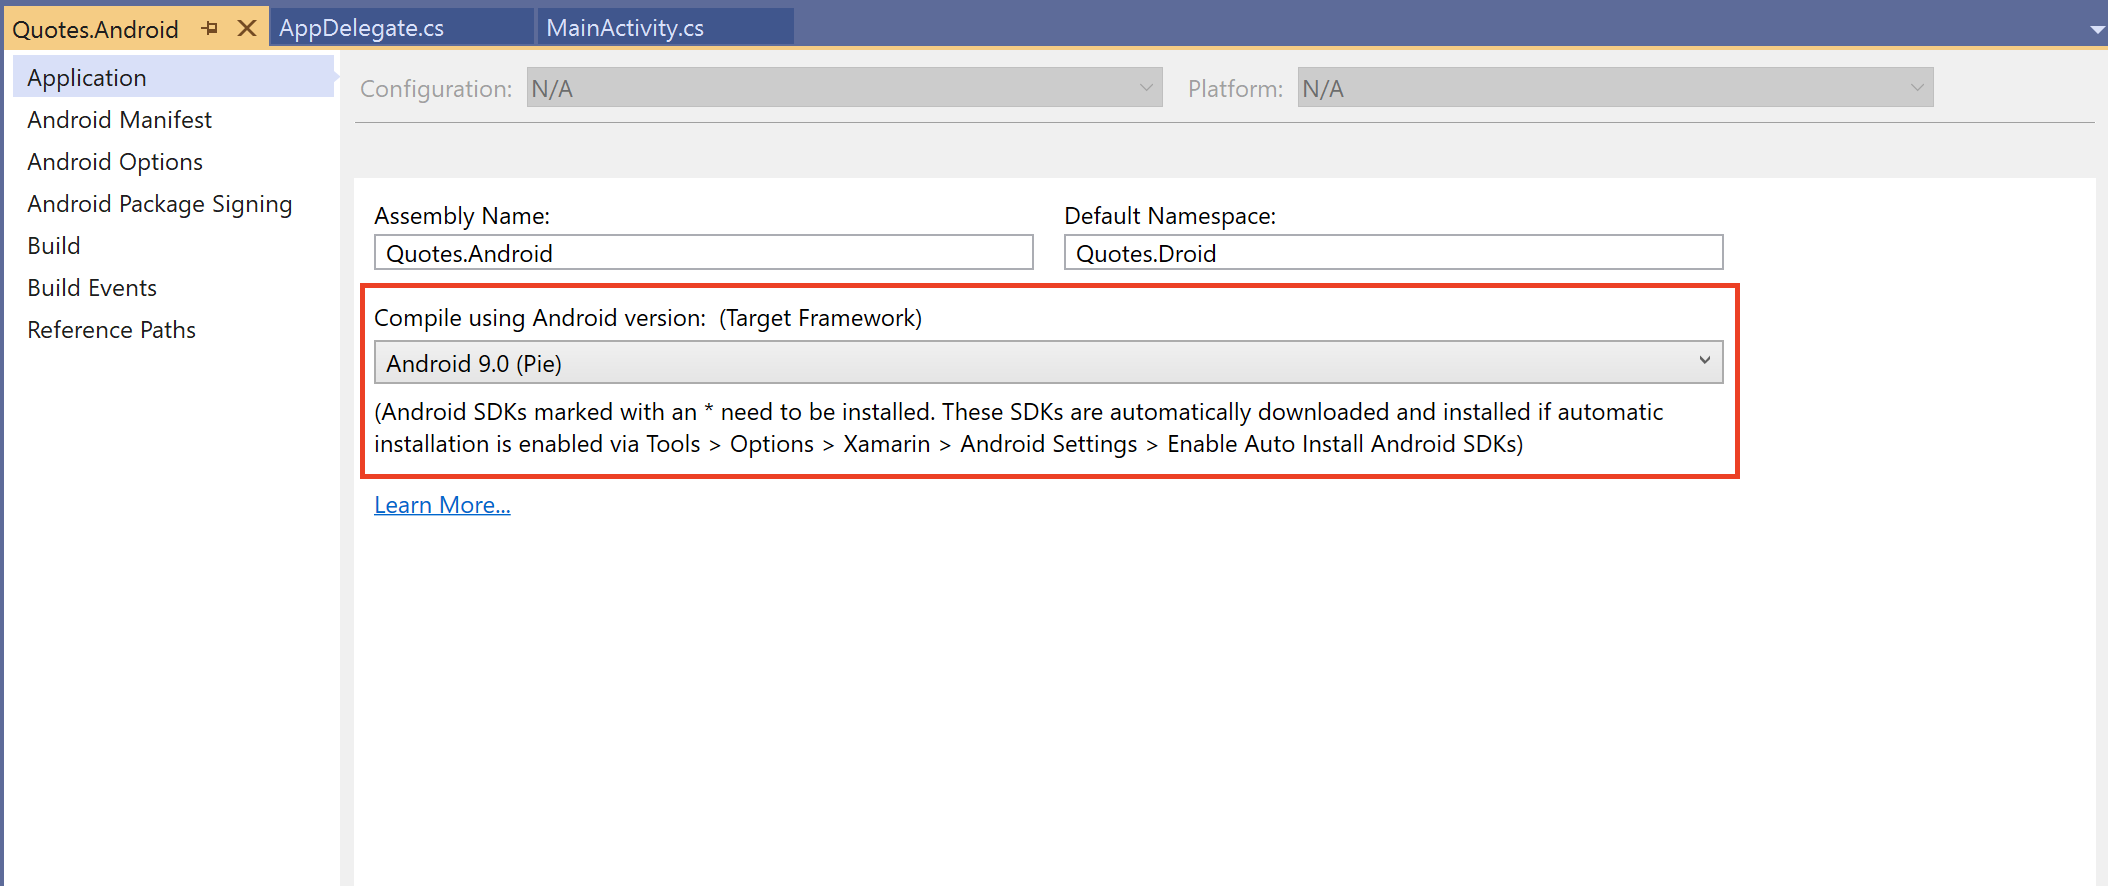 Quotes.Android
AppDelegate.cs
MainActivity.cs
Application
Android Manifest
Android Options
Android Package Signing
Build
Build Events
Reference Paths
Configuration: N/A
Platform: N/A
Assembly Name:
Quotes.Android
Default Namespace:
Quotes.Droid
Compile using Android version:  (Target Framework)
Android 9.0 (Pie)
(Android SDKs marked with an * need to be installed. These SDKs are automatically downloaded and installed if automatic
installation is enabled via Tools > Options > Xamarin > Android Settings > Enable Auto Install Android SDKs)
Learn More...